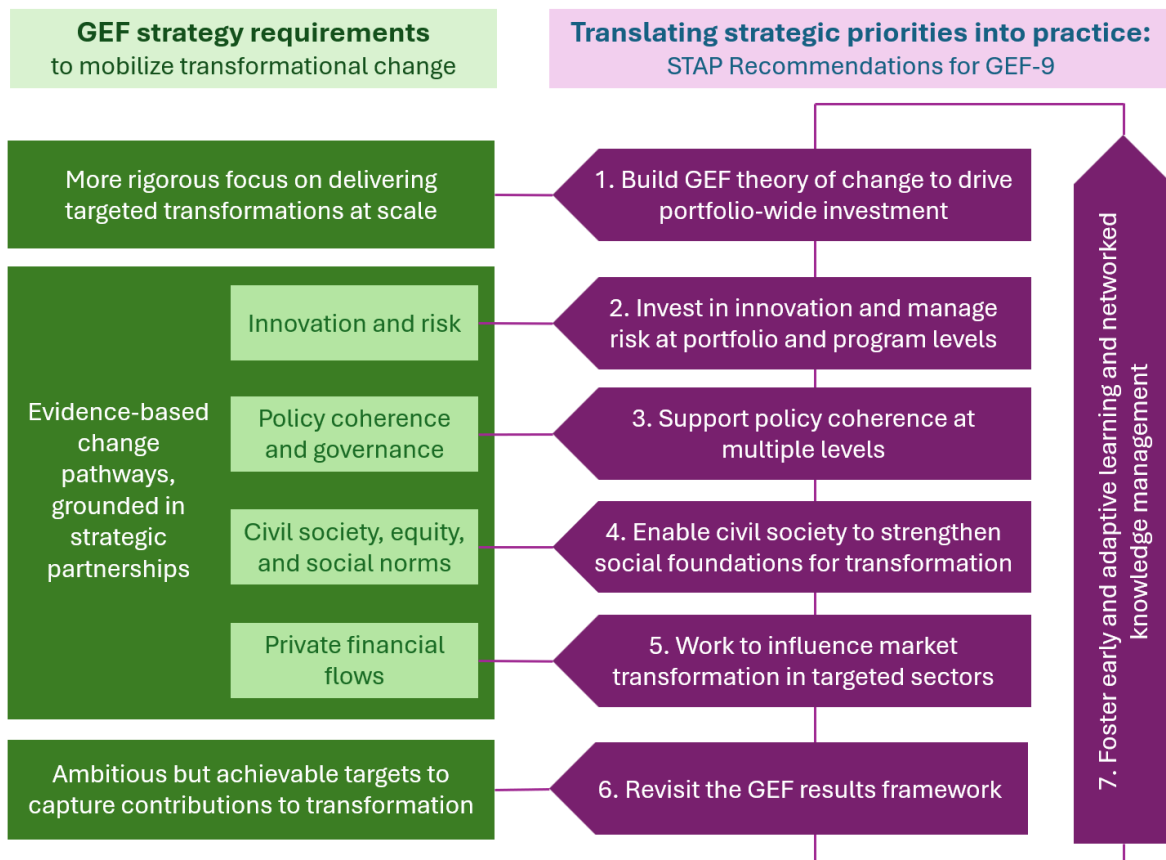 GEF strategy requirements
to mobilize transformational change
Translating strategic priorities into practice:
STAP Recommendations for GEF-9
More rigorous focus on delivering
targeted transformations at scale
1. Build GEF theory of change to drive
portfolio-wide investment
Evidence-based
change
pathways,
grounded in
strategic
partnerships
Innovation and risk
2. Invest in innovation and manage
risk at portfolio and program levels
Policy coherence
and governance
3. Support policy coherence at
multiple levels
Civil society, equity,
and social norms
4. Enable civil society to strengthen
social foundations for transformation
Private financial
flows
5. Work to influence market
transformation in targeted sectors
Ambitious but achievable targets to
capture contributions to transformation
6. Revisit the GEF results framework
7. Foster early and adaptive learning and networked
knowledge management